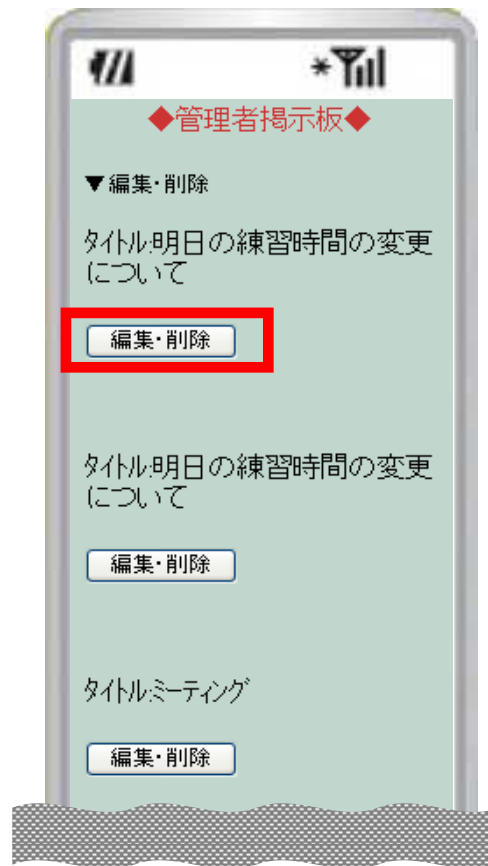 ◆管理者掲示板◆
▼編集・削除
ﾀｲﾄﾙ:明日の練習時間の変更
について
編集・削除
ﾀｲﾄﾙ:明日の練習時間の変更
について
編集・削除
ﾀｲﾄﾙ:ﾐｰﾃｨﾝｸﾞ
編集・削除